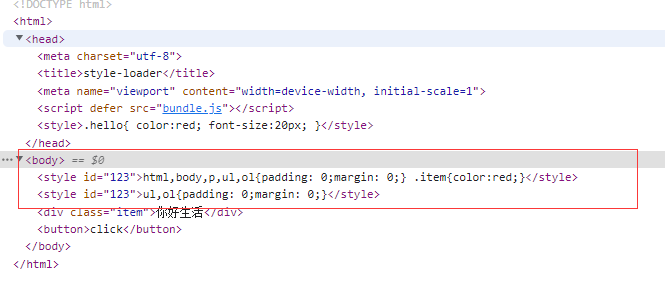 <!DOCTYPE html>
<html>
<head>
<meta charset="utf-8">
<title>style-loader</title>
<meta name="viewport" content="width=device-width, initial-scale=1">
<script defer src="bundle.js"></script>
<style>.hello{ color:red; font-size:20px; }</style>
</head>
<body> == $0
<style id="123">html,body,p,ul,ol{padding: 0;margin: 0;} .item{color:red;}</style>
<style id="123">ul,ol{padding: 0;margin: 0;}</style>
<div class="item">你好生活</div>
<button>click</button>
</body>
</html>